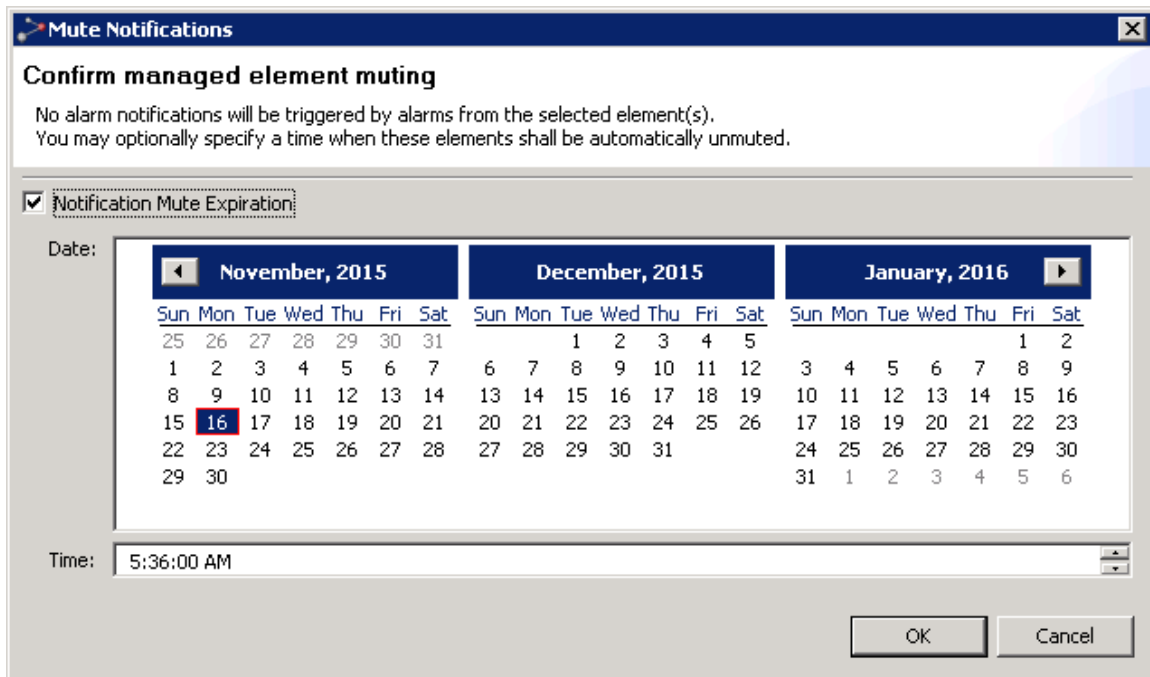 Mute Notifications
Confirm managed element muting
No alarm notifications will be triggered by alarms from the selected element(s).
You may optionally specify a time when these elements shall be automatically unmuted.
Notification Mute Expiration
Date:
November, 2015 December, 2015 January, 2016
Sun Mon Tue Wed Thu Fri Sat Sun Mon Tue Wed Thu Fri Sat Sun Mon Tue Wed Thu Fri Sat
25 26 27 28 29 30 31 1 2 3 4 5 1 2
1 2 3 4 5 6 7 6 7 8 9 10 11 12 3 4 5 6 7 8 9
8 9 10 11 12 13 14 13 14 15 16 17 18 19 10 11 12 13 14 15 16
15 16 17 18 19 20 21 20 21 22 23 24 25 26 17 18 19 20 21 22 23
22 23 24 25 26 27 28 27 28 29 30 31 24 25 26 27 28 29 30
29 30 31 1 2 3 4 5 6
Time: 5:36:00 AM
OK Cancel